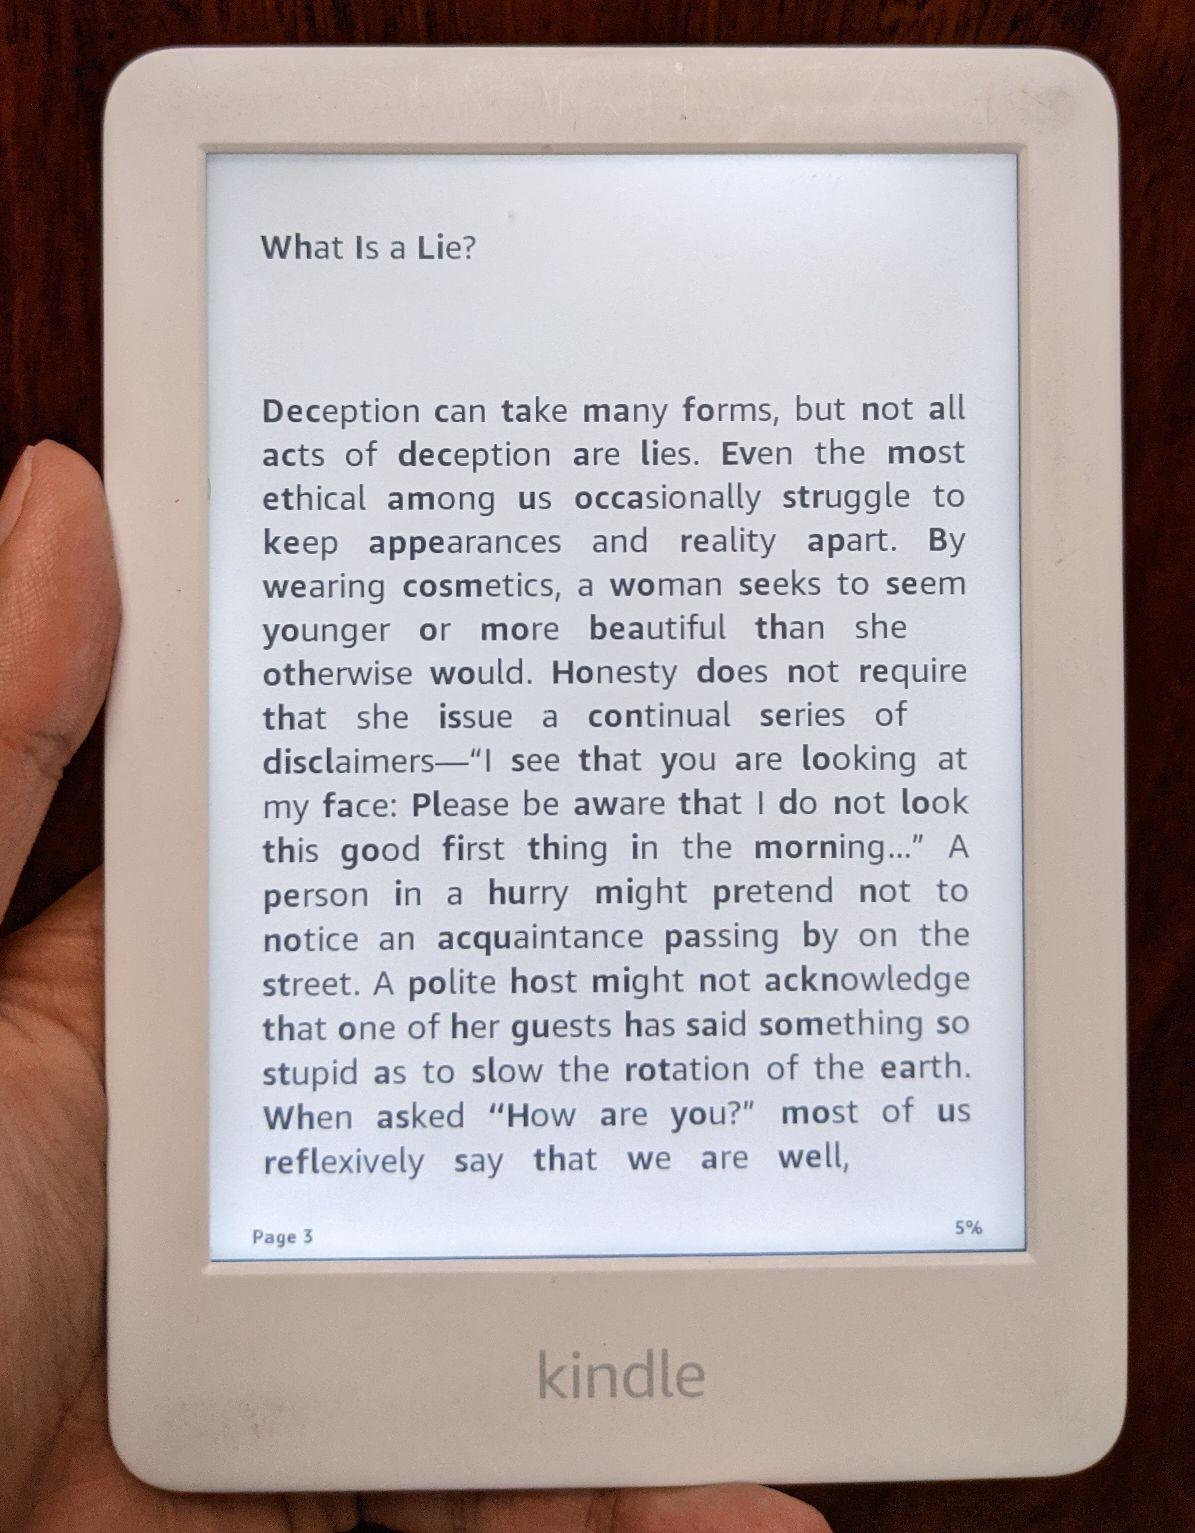 What Is a Lie?
Deception can take many forms, but not all
acts of deception are lies. Even the most
ethical among us occasionally struggle to
keep appearances and reality apart. By
wearing cosmetics, a woman seeks to seem
younger or more beautiful than she
otherwise would. Honesty does not require
that she issue a continual series of
disclaimers—“I see that you are looking at
my face: Please be aware that I do not look
this good first thing in the morning...” A
person in a hurry might pretend not to
notice an acquaintance passing by on the
street. A polite host might not acknowledge
that one of her guests has said something so
stupid as to slow the rotation of the earth.
When asked “How are you?” most of us
reflexively say that we are well,
Page 3
5%
kindle